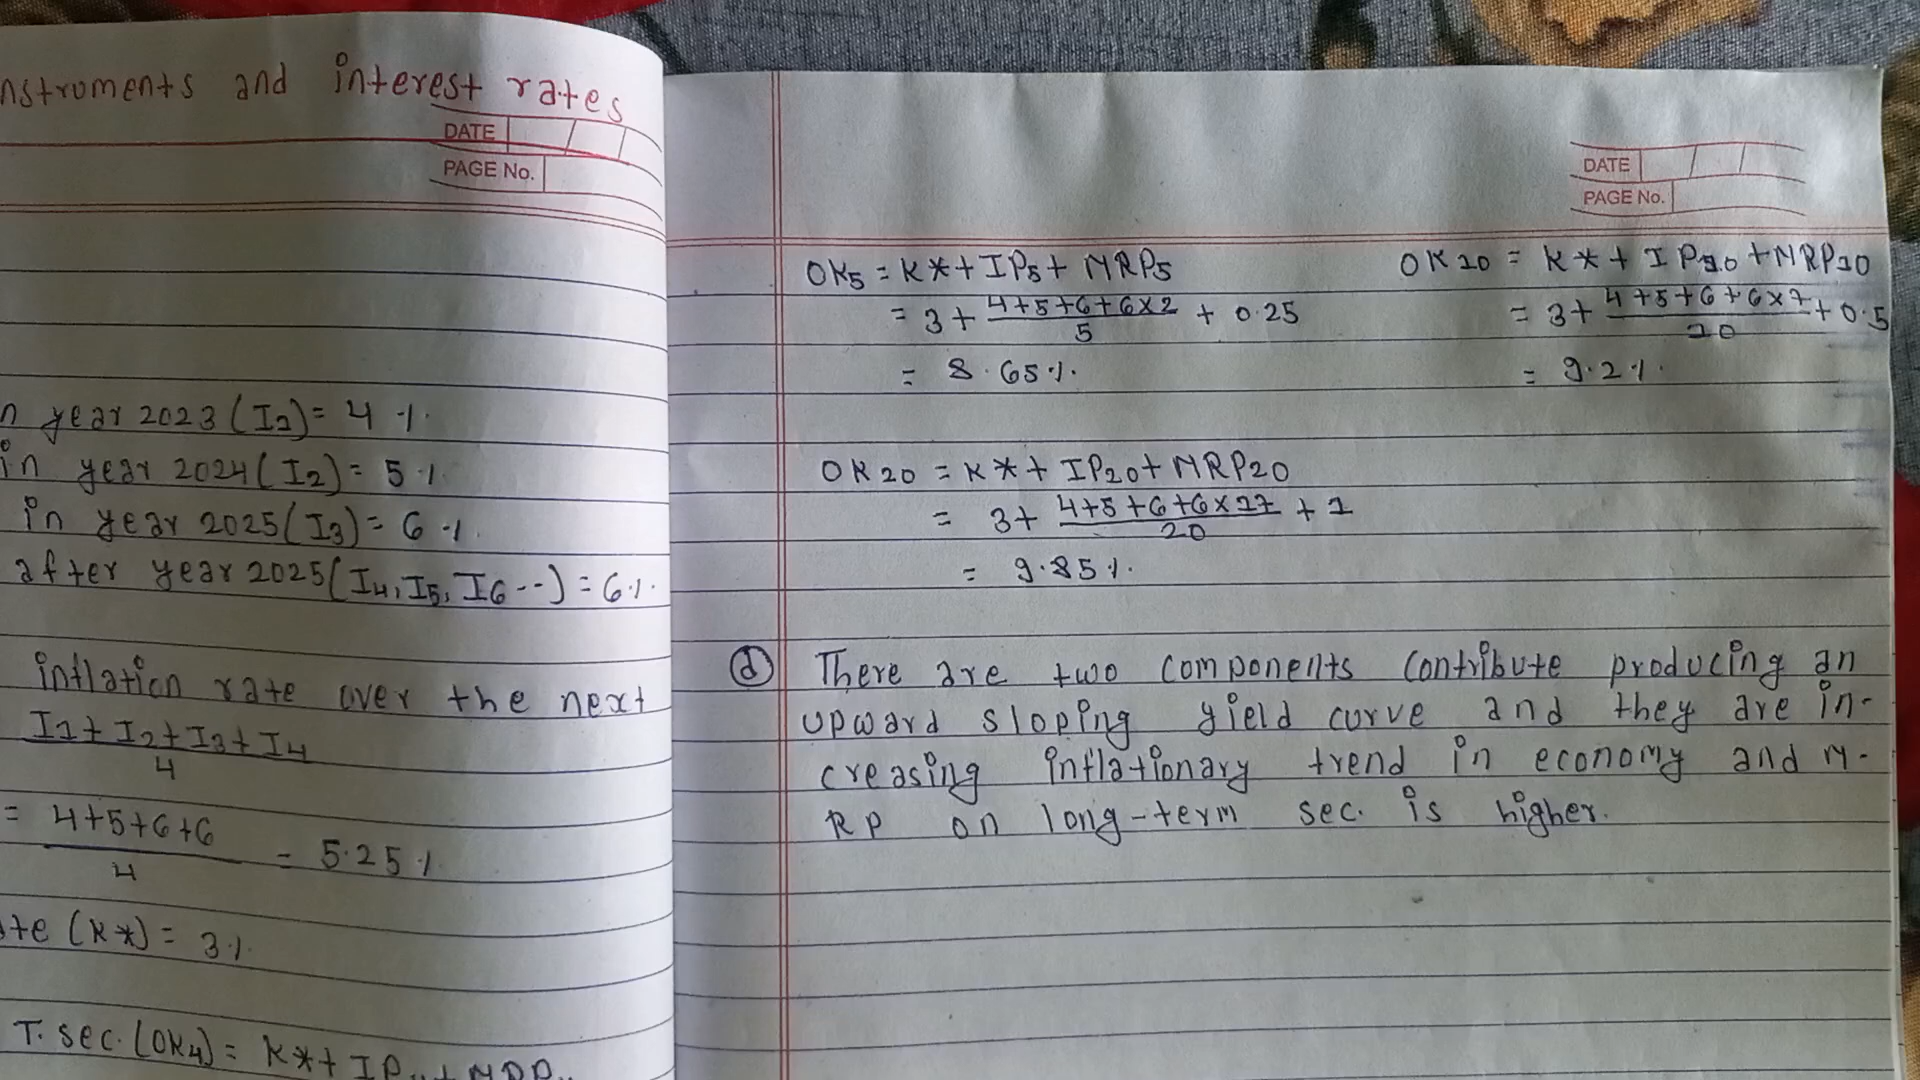 nstruments and interest rates
DATE
PAGE No.
n year 2023 (I1) = 4 %.
in year 2024 (I2) = 5 %
in year 2025 (I3) = 6 %.
after year 2025 (I4, I5, I6 --) = 6%.
inflation rate over the next
I1 + I2 + I3 + I4
4
= 4+5+6+6
4
= 5.25 %
te (K*) = 3%
T. sec. (OK4) = K* + IP
DATE
PAGE No.
OK5 = K* + IP5 + MRP5
= 3 + 4+5+6+6×2 + 0.25
5
= 8.65 %.
OK10 = K* + IP10 + MRP10
= 3 + 4+5+6+6×7 + 0.5
10
= 9.2 %.
OK20 = K* + IP20 + MRP20
= 3 + 4+5+6+6×17 + 1
20
= 9.85 %.
(d) There are two components contribute producing an
upward sloping yield curve and they are in-
creasing inflationary trend in economy and M-
RP on long-term sec. is higher.